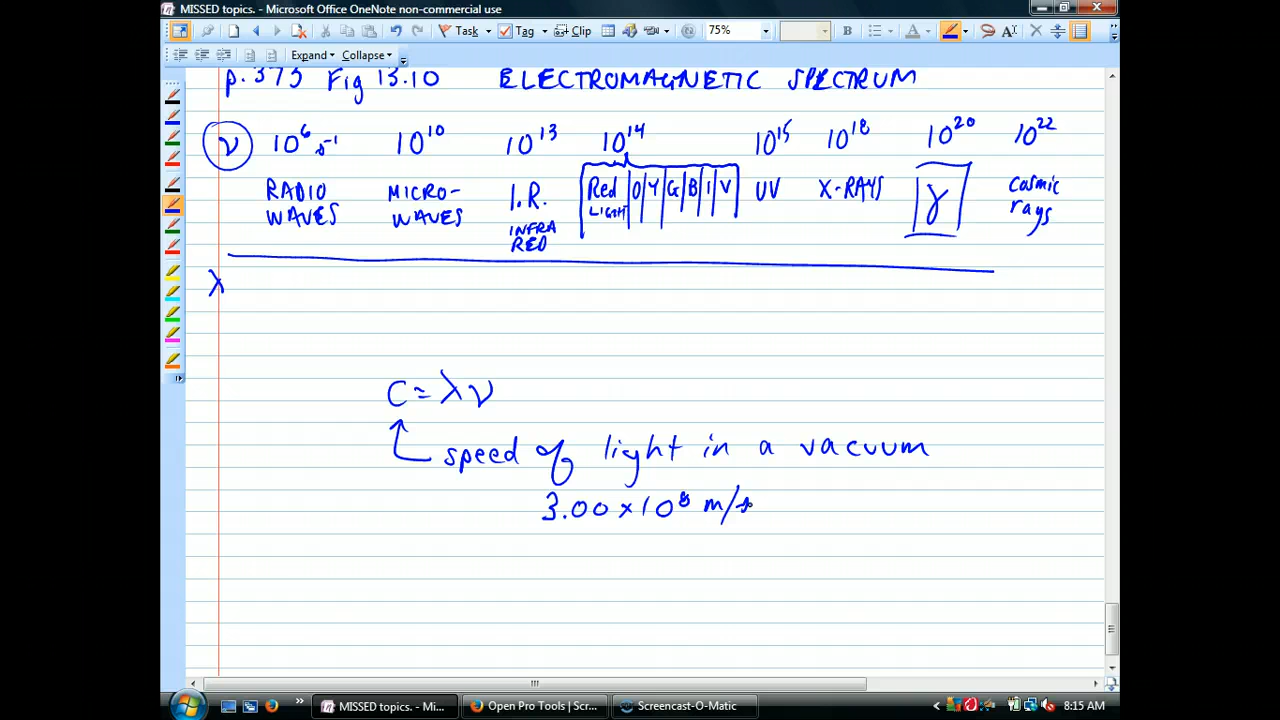 MISSED topics. - Microsoft Office OneNote non-commercial use
Task Tag Clip 75% B A
Expand Collapse
p. 373 Fig 13.10 ELECTROMAGNETIC SPECTRUM
ν 10⁶ s⁻¹ 10¹⁰ 10¹³ 10¹⁴ 10¹⁵ 10¹⁸ 10²⁰ 10²²
RADIO WAVES MICRO-WAVES I.R. INFRA RED Red LIGHT O Y G B I V UV X-RAYS γ Cosmic rays
λ
C = λν
speed of light in a vacuum
3.00 × 10⁸ m/s
MISSED topics. - Mi... Open Pro Tools | Scr... Screencast-O-Matic 8:15 AM